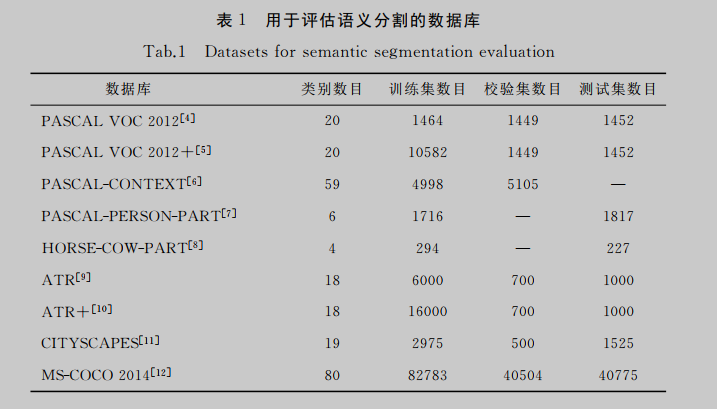 表1 用于评估语义分割的数据库
Tab.1 Datasets for semantic segmentation evaluation
数据库 类别数目 训练集数目 校验集数目 测试集数目
PASCAL VOC 2012[4] 20 1464 1449 1452
PASCAL VOC 2012+[5] 20 10582 1449 1452
PASCAL-CONTEXT[6] 59 4998 5105 —
PASCAL-PERSON-PART[7] 6 1716 — 1817
HORSE-COW-PART[8] 4 294 — 227
ATR[9] 18 6000 700 1000
ATR+[10] 18 16000 700 1000
CITYSCAPES[11] 19 2975 500 1525
MS-COCO 2014[12] 80 82783 40504 40775